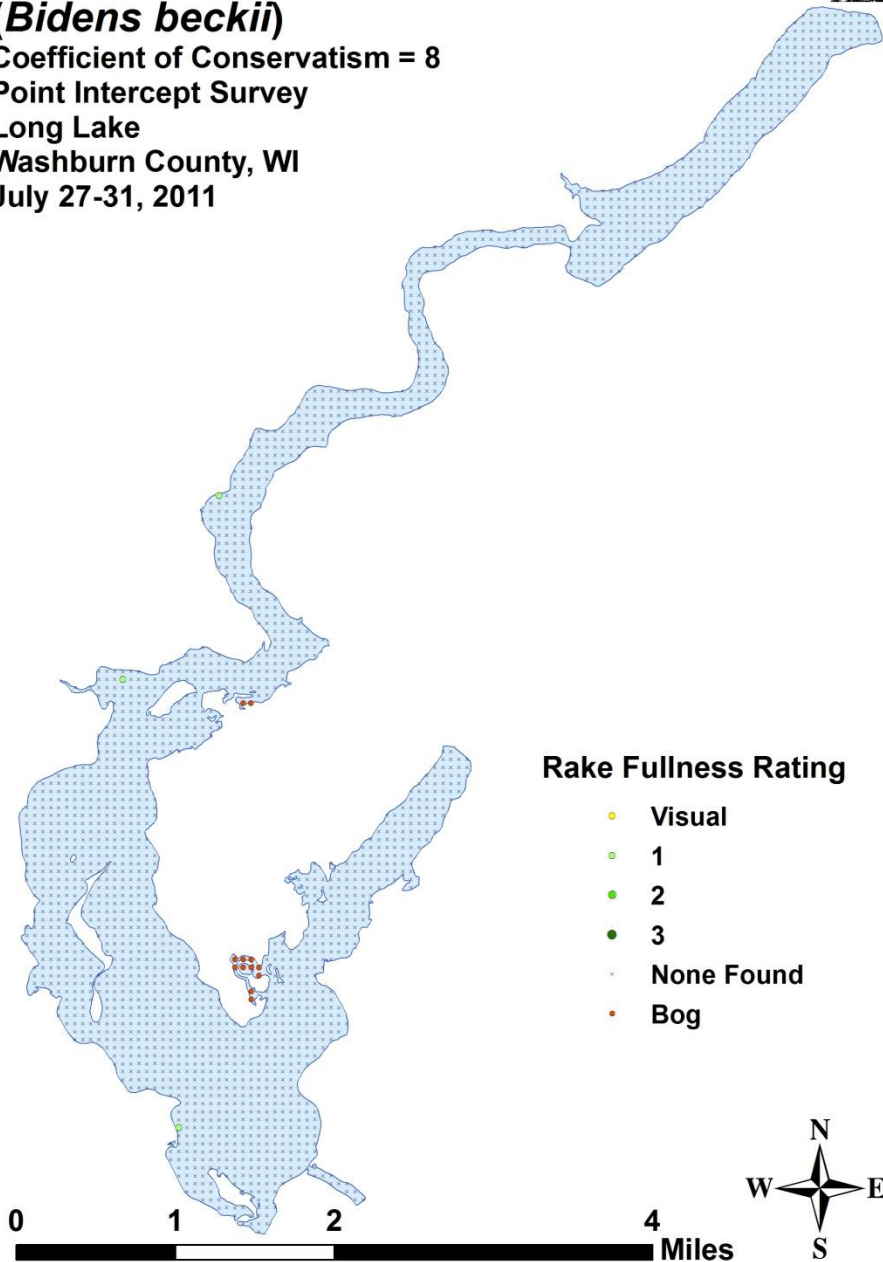 (Bidens beckii)
Coefficient of Conservatism = 8
Point Intercept Survey
Long Lake
Washburn County, WI
July 27-31, 2011
Rake Fullness Rating
Visual
1
2
3
None Found
Bog
N
W E
S
0 1 2 4
Miles